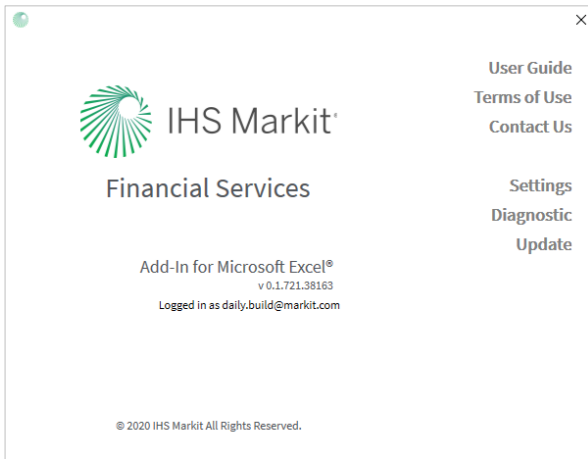 User Guide
Terms of Use
Contact Us
IHS Markit®
Financial Services
Settings
Diagnostic
Update
Add-In for Microsoft Excel®
v 0.1.721.38163
Logged in as daily.build@markit.com
© 2020 IHS Markit All Rights Reserved.